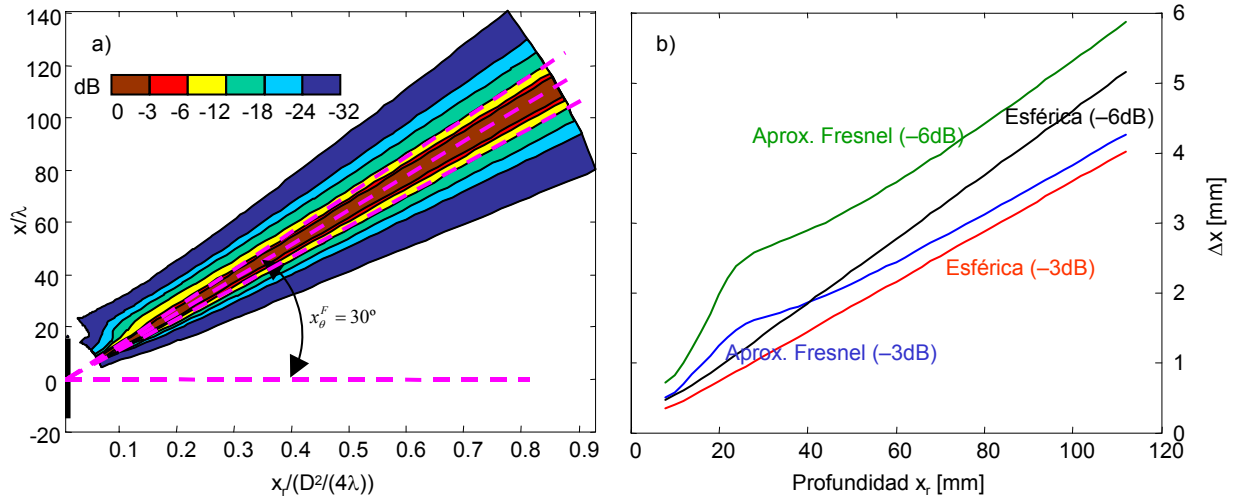 a)
dB
0 -3 -6 -12 -18 -24 -32
140
120
100
80
60
40
20
0
-20
x/λ
x_θ^F = 30º
0.1 0.2 0.3 0.4 0.5 0.6 0.7 0.8 0.9
x_r/(D²/(4λ))
b)
Aprox. Fresnel (–6dB)
Esférica (–6dB)
Esférica (–3dB)
Aprox. Fresnel (–3dB)
6
5
4
3
2
1
0
Δx [mm]
0 20 40 60 80 100 120
Profundidad x_r [mm]